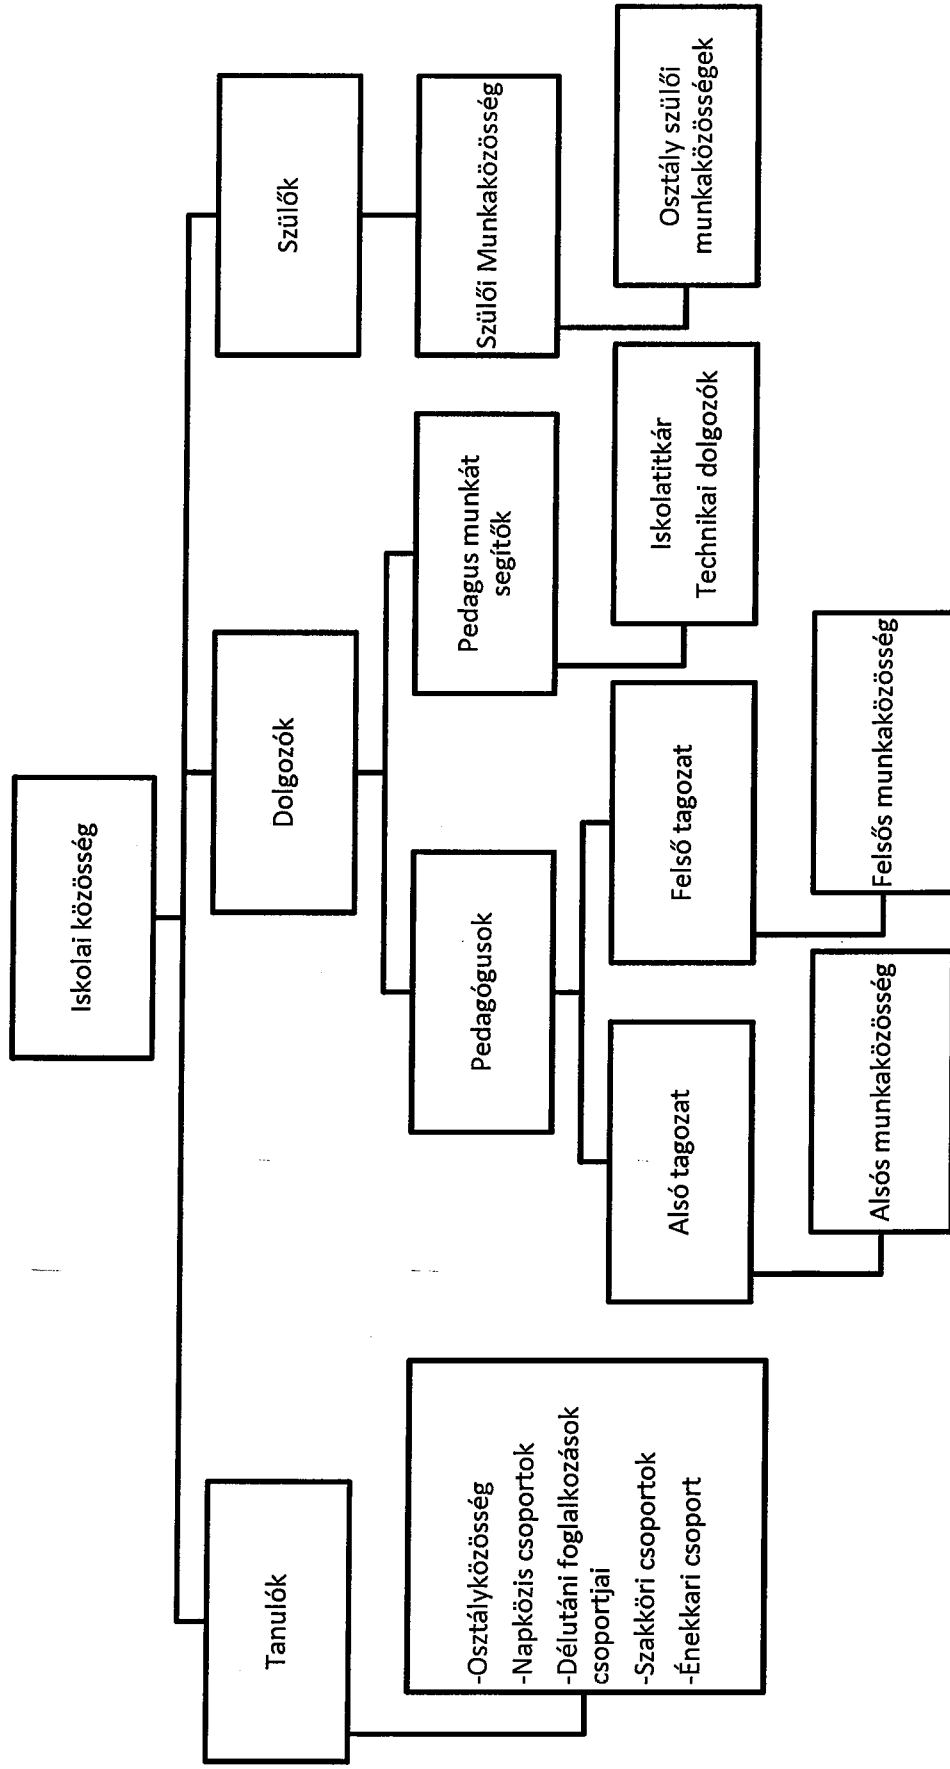 Iskolai közösség
Tanulók
Dolgozók
Szülők
-Osztályközösség
-Napközis csoportok
-Délutáni foglalkozások
csoportjai
-Szakköri csoportok
-Énekkari csoport
Pedagógusok
Pedagus munkát
segítők
Szülői Munkaközösség
Alsó tagozat
Felső tagozat
Iskolatitkár
Technikai dolgozók
Osztály szülői
munkaközösségek
Alsós munkaközösség
Felsős munkaközösség